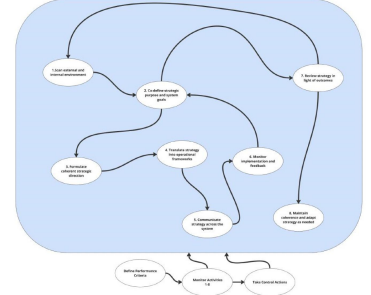 1. Scan external and
internal environment
2. Co-define strategic
purpose and system
goals
7. Review strategy in
light of outcomes
4. Translate strategy
into operational
frameworks
6. Monitor
implementation and
feedback
3. Formulate
coherent strategic
direction
5. Communicate
strategy across the
system
8. Maintain
coherence and adapt
strategy as needed
Define Performance
Criteria
Monitor Activities
1-8
Take Control Actions